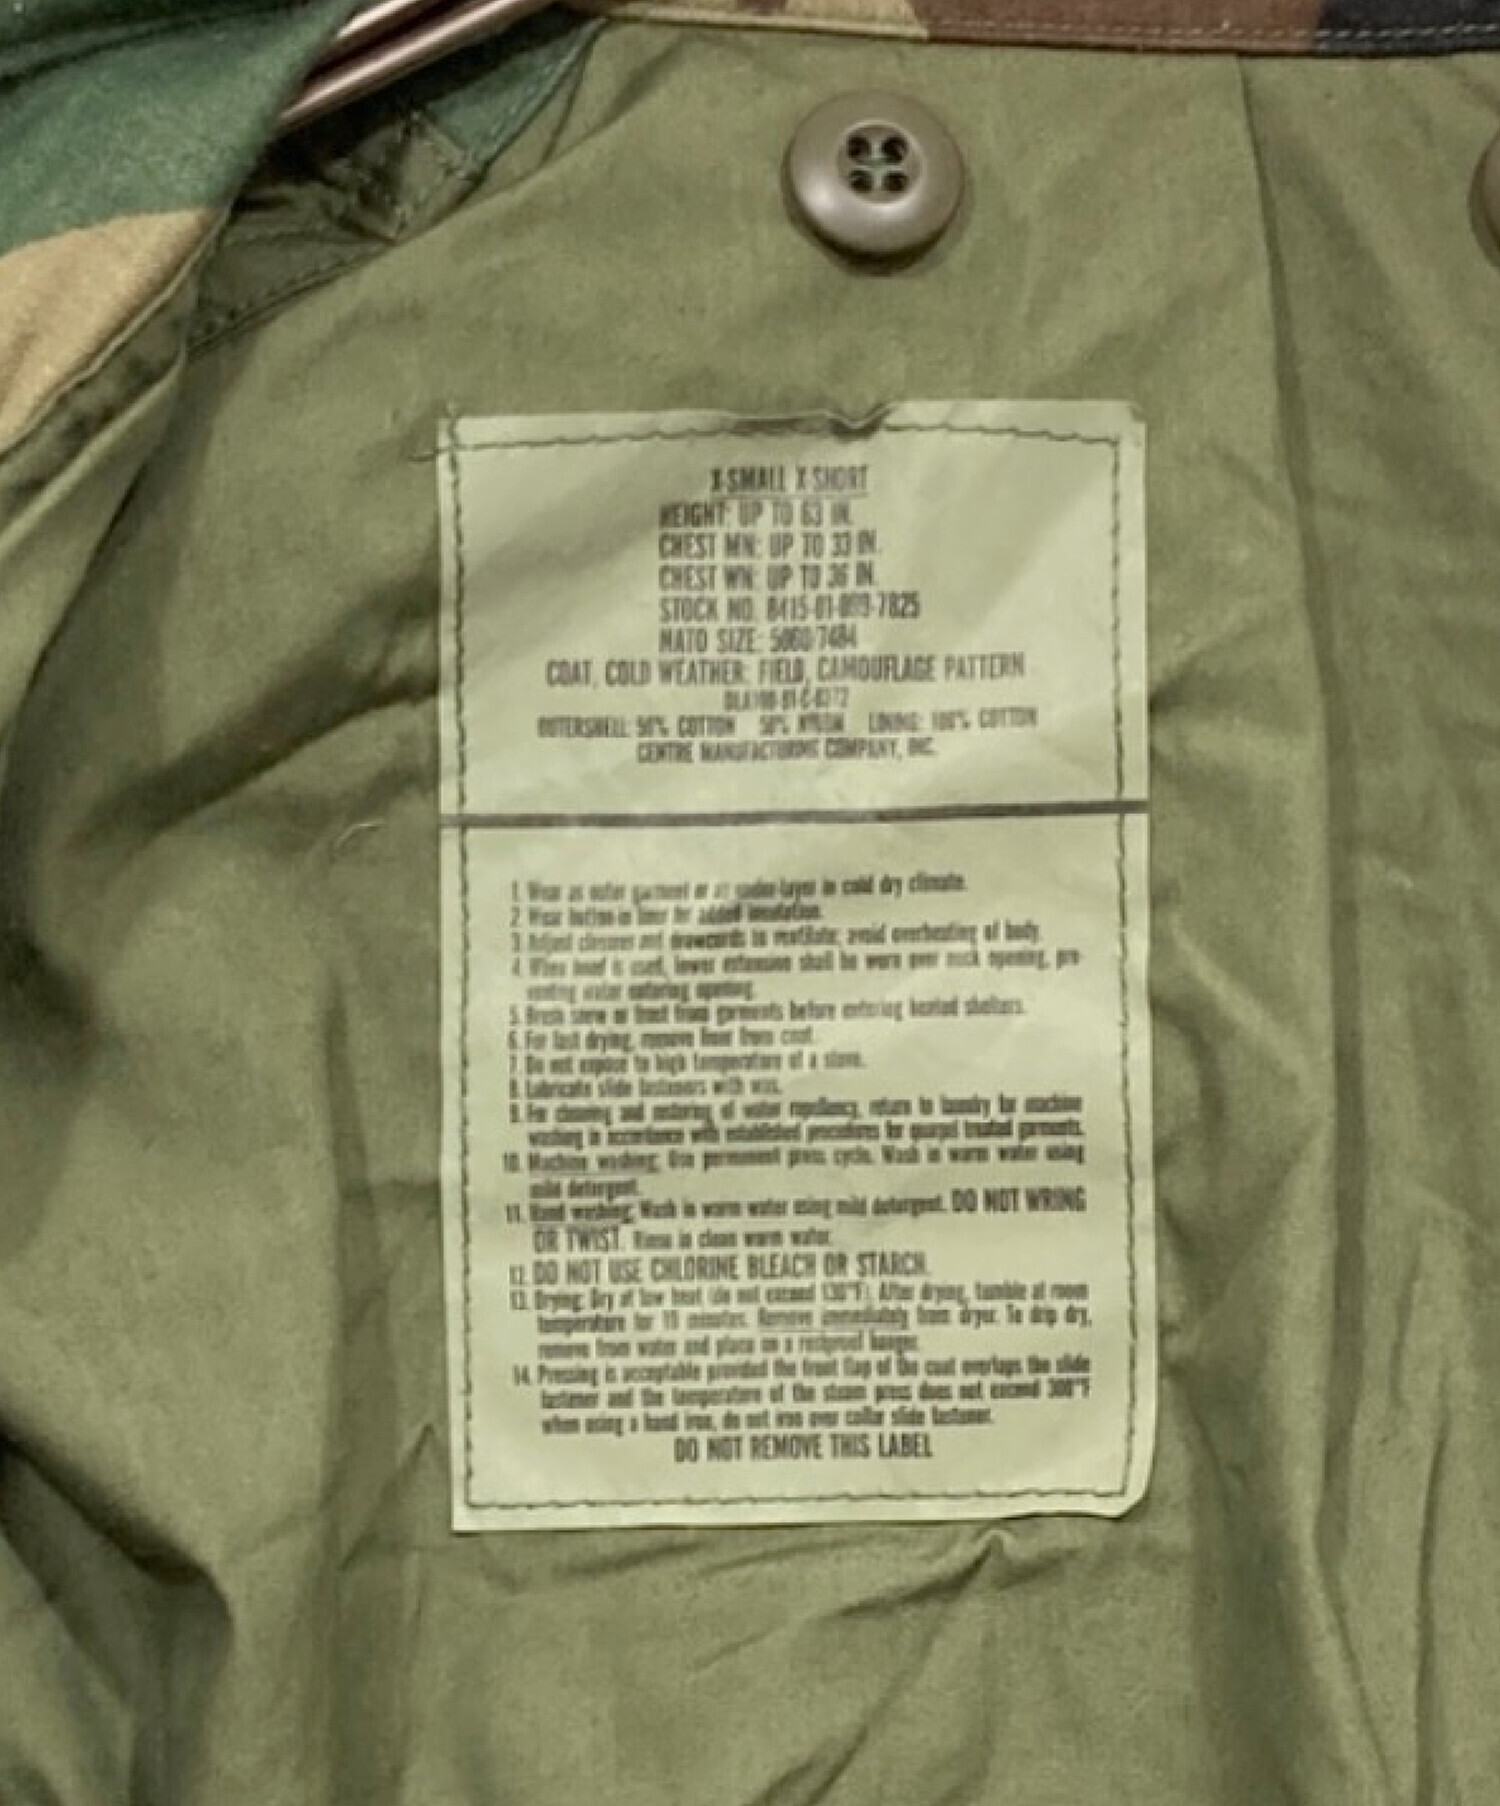 X-SMALL X-SHORT
HEIGHT: UP TO 63 IN.
CHEST MN: UP TO 33 IN.
CHEST WN: UP TO 36 IN.
STOCK NO. 8415-01-099-7825
NATO SIZE: 5060/7484
COAT, COLD WEATHER: FIELD, CAMOUFLAGE PATTERN
OUTERSHELL: 50% COTTON 50% NYLON LINING: 100% COTTON
CENTRE MANUFACTURING COMPANY, INC.
1. Wear as outer garment or as under-layer in cold dry climate.
2. Wear button-in liner for added insulation.
3. Adjust closures and drawcords to ventilate; avoid overheating of body.
4. When hood is used, lower extension shall be worn over neck opening, pre-
venting water entering opening.
5. Brush snow or frost from garments before entering heated shelters.
6. For fast drying, remove liner from coat.
7. Do not expose to high temperature of a stove.
8. Lubricate slide fasteners with wax.
9. For cleaning and restoring of water repellency, return to laundry for machine
washing in accordance with established procedures for quarpel treated garments.
10. Machine washing: Use permanent press cycle. Wash in warm water using
mild detergent.
11. Hand washing: Wash in warm water using mild detergent. DO NOT WRING
OR TWIST. Rinse in clean warm water.
12. DO NOT USE CHLORINE BLEACH OR STARCH.
13. Drying: Dry at low heat (do not exceed 130°F). After drying, tumble at room
temperature for 10 minutes. Remove immediately from dryer. To drip dry,
remove from water and place on a rustproof hanger.
14. Pressing is acceptable provided the front flap of the coat overlaps the slide
fastener and the temperature of the steam press does not exceed 300°F
when using a hand iron, do not iron over collar slide fastener.
DO NOT REMOVE THIS LABEL